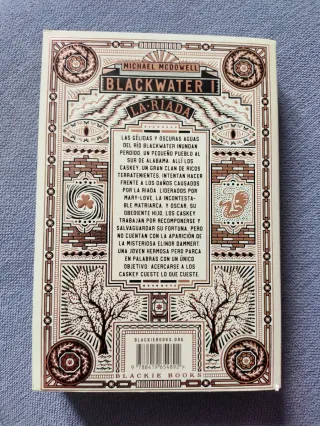 MICHAEL MCDOWELL
BLACKWATER I
LA·RIADA
LAS GÉLIDAS Y OSCURAS AGUAS
DEL RÍO BLACKWATER INUNDAN
PERDIDO, UN PEQUEÑO PUEBLO AL
SUR DE ALABAMA. ALLÍ LOS
CASKEY, UN GRAN CLAN DE RICOS
TERRATENIENTES, INTENTAN HACER
FRENTE A LOS DAÑOS CAUSADOS
POR LA RIADA. LIDERADOS POR
MARY-LOVE, LA INCONTESTA-
BLE MATRIARCA, Y OSCAR, SU
OBEDIENTE HIJO, LOS CASKEY
TRABAJAN POR RECOMPONERSE Y
SALVAGUARDAR SU FORTUNA. PERO
NO CUENTAN CON LA APARICIÓN DE
LA MISTERIOSA ELINOR DAMMERT,
UNA JOVEN HERMOSA PERO PARCA
EN PALABRAS CON UN ÚNICO
OBJETIVO: ACERCARSE A LOS
CASKEY CUESTE LO QUE CUESTE.
BLACKIEBOOKS.ORG
9 788419 654892
BLACKIE BOOKS